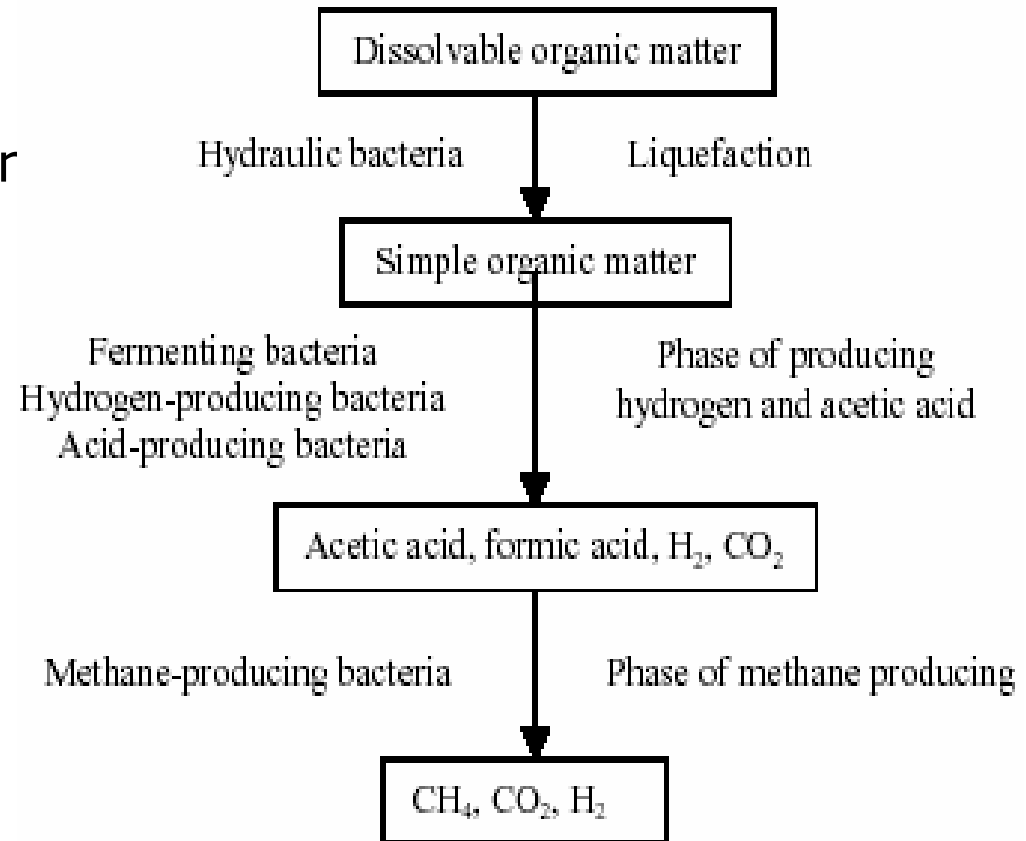 Dissolvable organic matter
r
Hydraulic bacteria
Liquefaction
Simple organic matter
Fermenting bacteria
Hydrogen-producing bacteria
Acid-producing bacteria
Phase of producing
hydrogen and acetic acid
Acetic acid, formic acid, H₂, CO₂
Methane-producing bacteria
Phase of methane producing
CH₄, CO₂, H₂